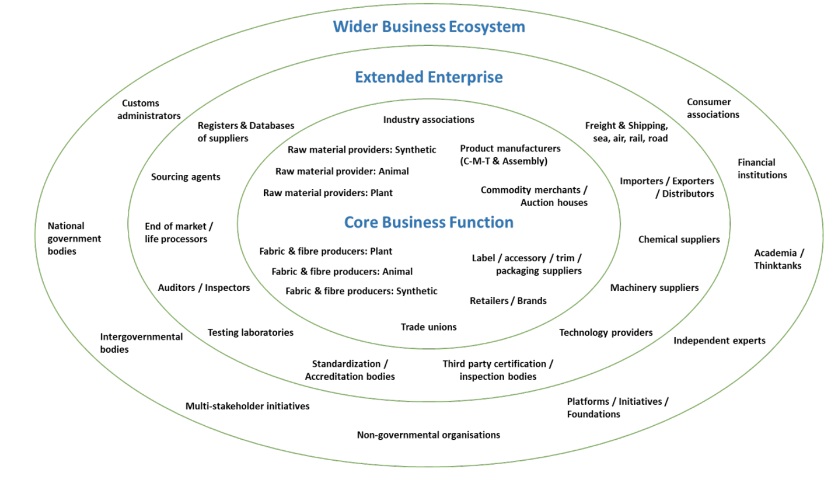 Wider Business Ecosystem
Extended Enterprise
Customs
administrators
Consumer
associations
Registers & Databases
of suppliers
Industry associations
Freight & Shipping,
sea, air, rail, road
Raw material providers: Synthetic
Product manufacturers
(C-M-T & Assembly)
Raw material provider: Animal
Financial
institutions
Sourcing agents
Raw material providers: Plant
Commodity merchants /
Auction houses
Importers / Exporters
/ Distributors
National
government
bodies
End of market /
life processors
Core Business Function
Chemical suppliers
Fabric & fibre producers: Plant
Label / accessory / trim /
packaging suppliers
Academia /
Thinktanks
Fabric & fibre producers: Animal
Auditors / Inspectors
Fabric & fibre producers: Synthetic
Retailers / Brands
Machinery suppliers
Intergovernmental
bodies
Testing laboratories
Trade unions
Technology providers
Independent experts
Standardization /
Accreditation bodies
Third party certification /
inspection bodies
Multi-stakeholder initiatives
Platforms / Initiatives /
Foundations
Non-governmental organisations